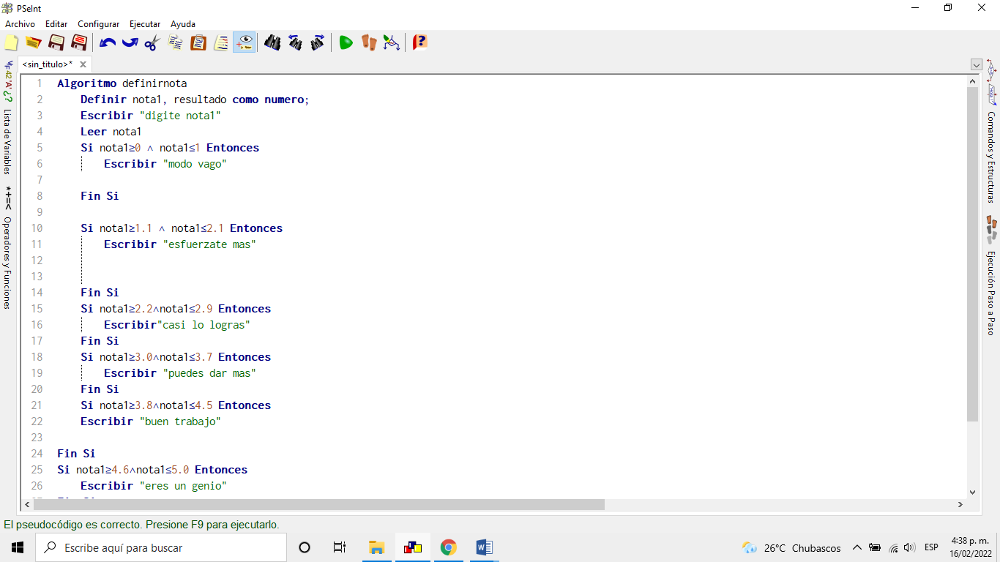 PSeInt
Archivo Editar Configurar Ejecutar Ayuda
<sin_titulo>* X
1 Algoritmo definirnota
2 Definir nota1, resultado como numero;
3 Escribir "digite nota1"
4 Leer nota1
5 Si nota1≥0 ∧ nota1≤1 Entonces
6 Escribir "modo vago"
7
8 Fin Si
9
10 Si nota1≥1.1 ∧ nota1≤2.1 Entonces
11 Escribir "esfuerzate mas"
12
13
14 Fin Si
15 Si nota1≥2.2∧nota1≤2.9 Entonces
16 Escribir"casi lo logras"
17 Fin Si
18 Si nota1≥3.0∧nota1≤3.7 Entonces
19 Escribir "puedes dar mas"
20 Fin Si
21 Si nota1≥3.8∧nota1≤4.5 Entonces
22 Escribir "buen trabajo"
23
24 Fin Si
25 Si nota1≥4.6∧nota1≤5.0 Entonces
26 Escribir "eres un genio"
42 'A' ¿?
Lista de Variables
*+=<
Operadores y Funciones
Comandos y Estructuras
Ejecución Paso a Paso
El pseudocódigo es correcto. Presione F9 para ejecutarlo.
Escribe aquí para buscar
26°C Chubascos
ESP
4:38 p. m.
16/02/2022